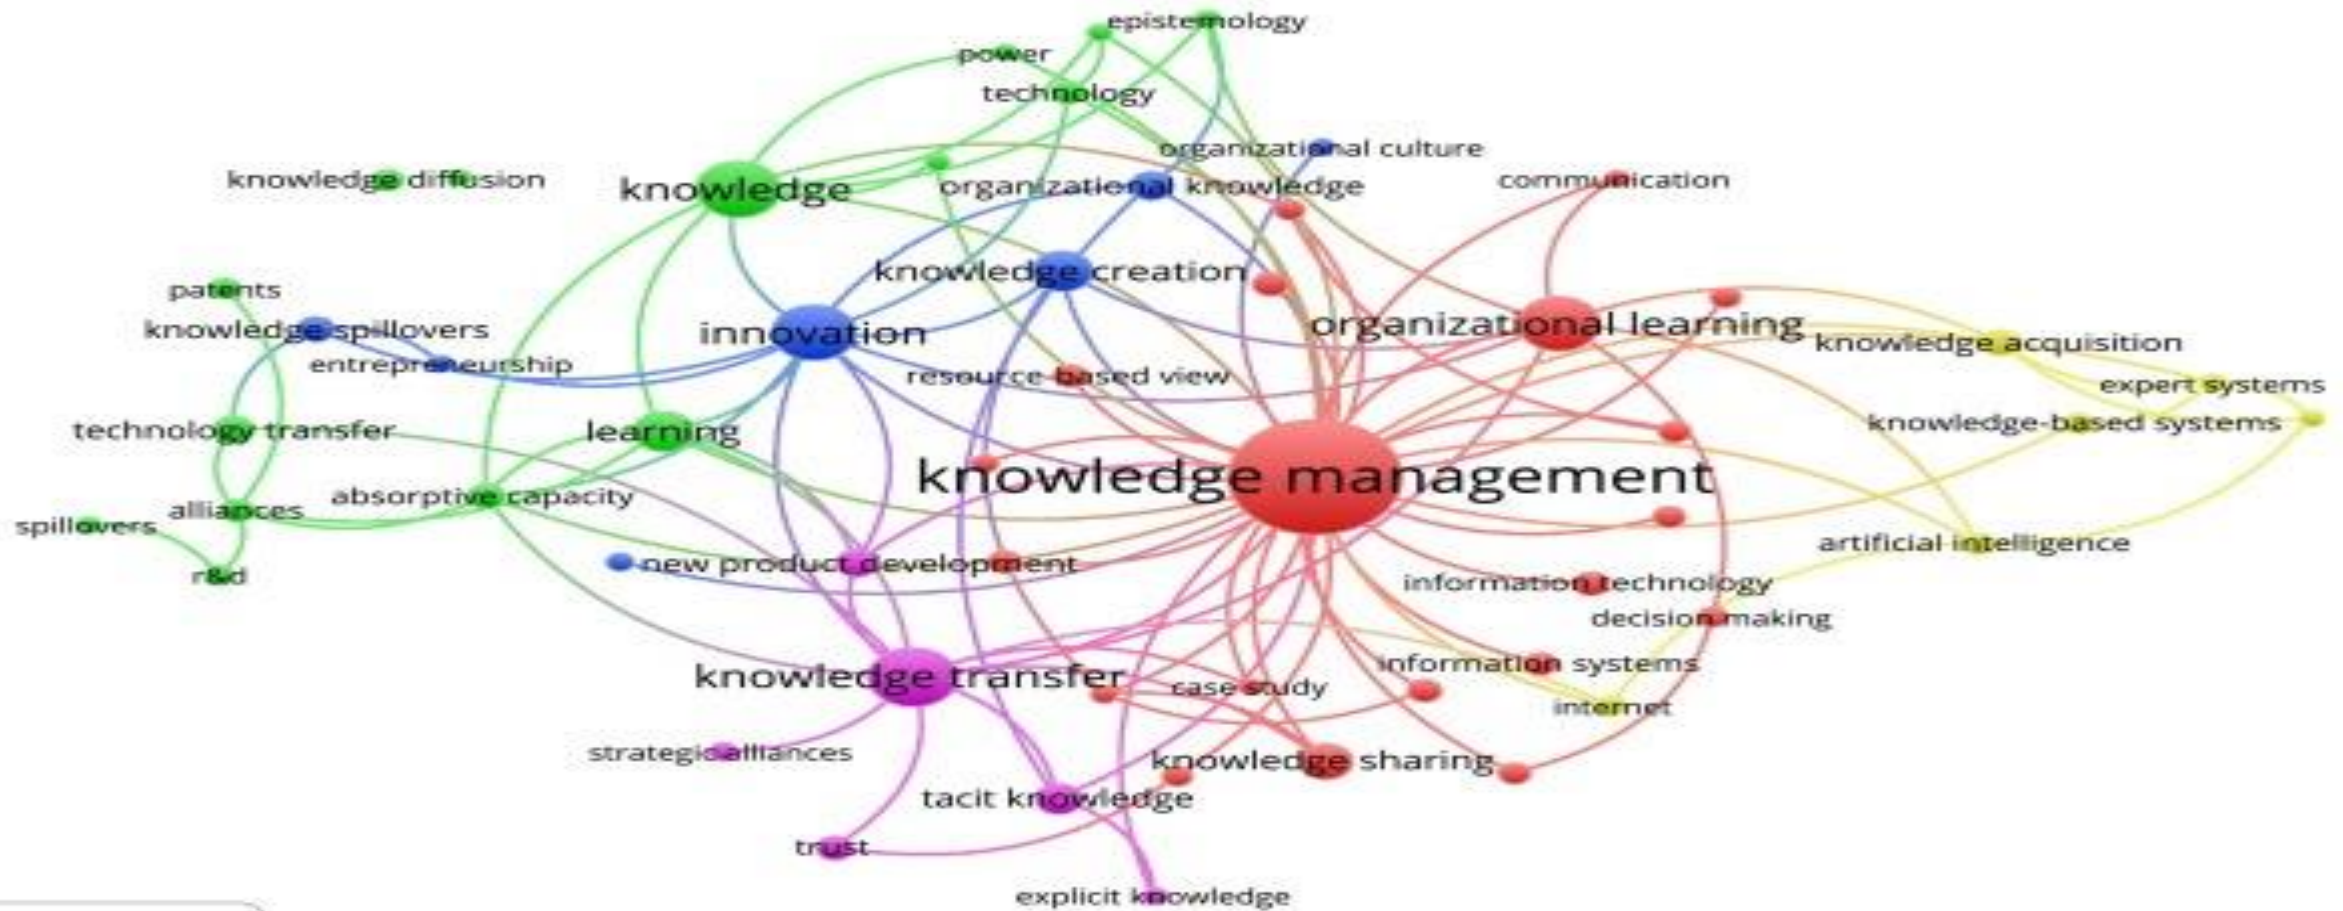 epistemology
power
technology
organizational culture
knowledge diffusion
knowledge
organizational knowledge
communication
knowledge creation
patents
knowledge spillovers
innovation
organizational learning
knowledge acquisition
entrepreneurship
resource-based view
expert systems
technology transfer
learning
knowledge-based systems
knowledge management
absorptive capacity
alliances
spillovers
artificial intelligence
new product development
r&d
information technology
decision making
information systems
knowledge transfer
case study
internet
strategic alliances
knowledge sharing
tacit knowledge
trust
explicit knowledge